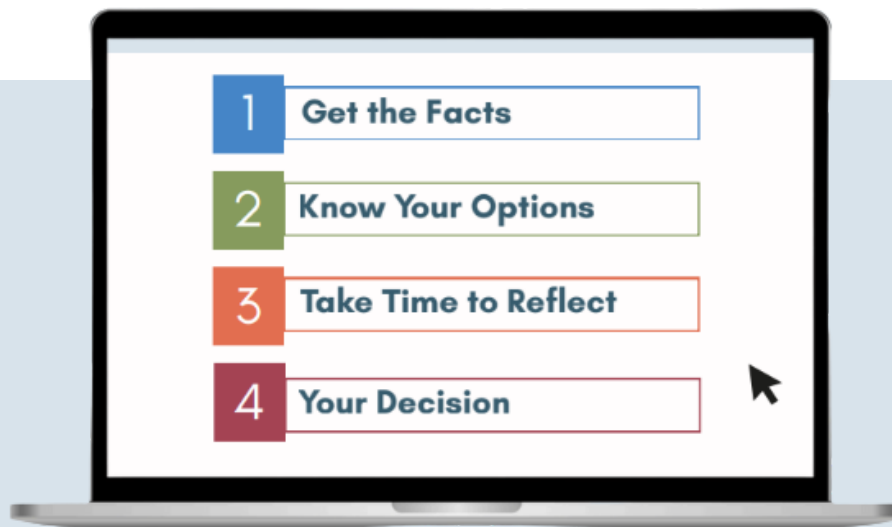 1 Get the Facts
2 Know Your Options
3 Take Time to Reflect
4 Your Decision